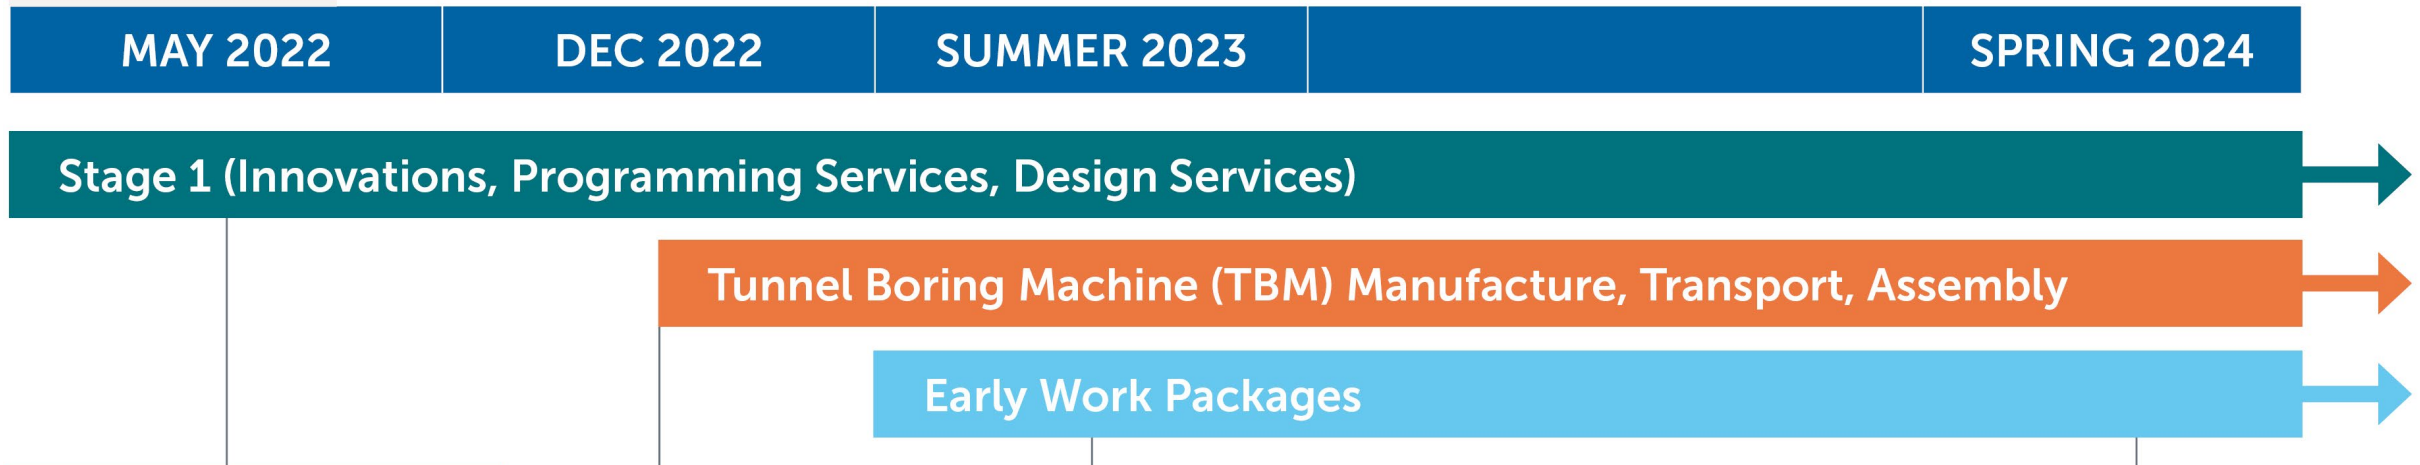 MAY 2022
DEC 2022
SUMMER 2023
SPRING 2024
Stage 1 (Innovations, Programming Services, Design Services)
Tunnel Boring Machine (TBM) Manufacture, Transport, Assembly
Early Work Packages